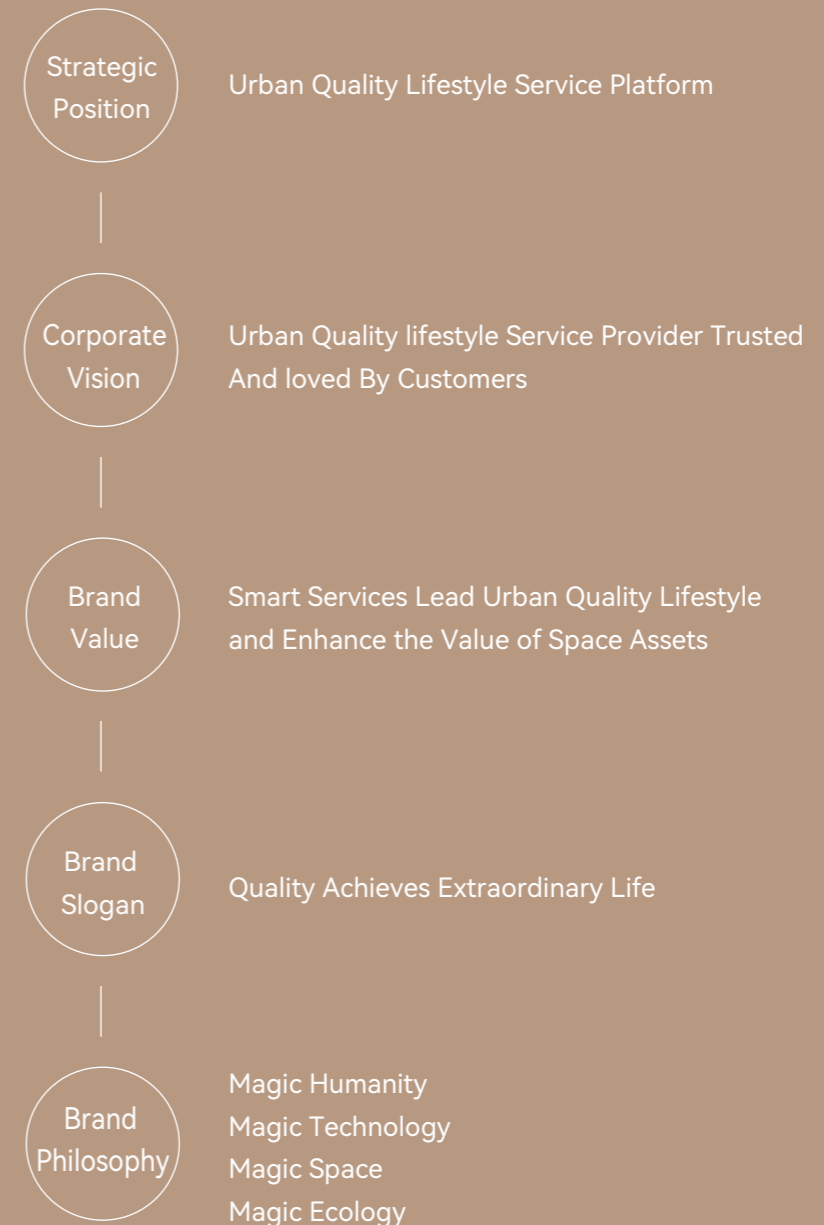 Strategic
Position
Urban Quality Lifestyle Service Platform
Corporate
Vision
Urban Quality lifestyle Service Provider Trusted
And loved By Customers
Brand
Value
Smart Services Lead Urban Quality Lifestyle
and Enhance the Value of Space Assets
Brand
Slogan
Quality Achieves Extraordinary Life
Brand
Philosophy
Magic Humanity
Magic Technology
Magic Space
Magic Ecology